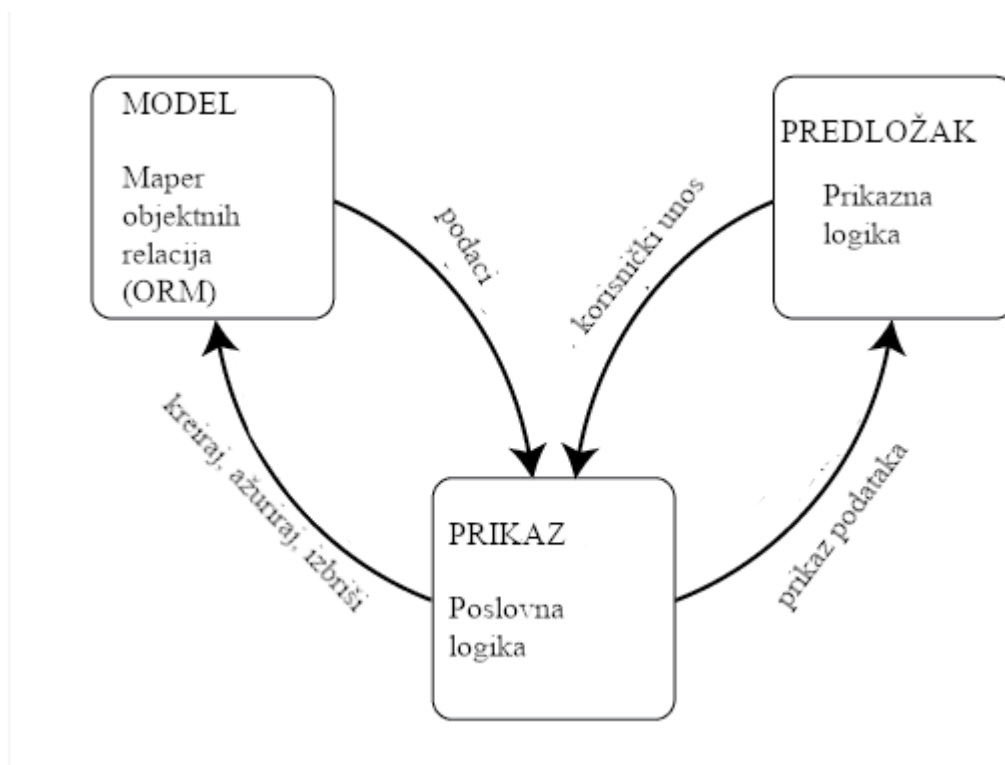 MODEL
Maper
objektnih
relacija
(ORM)
PREDLOŽAK
Prikazna
logika
podaci
korisnički unos
kreiraj, ažuriraj, izbriši
prikaz podataka
PRIKAZ
Poslovna
logika